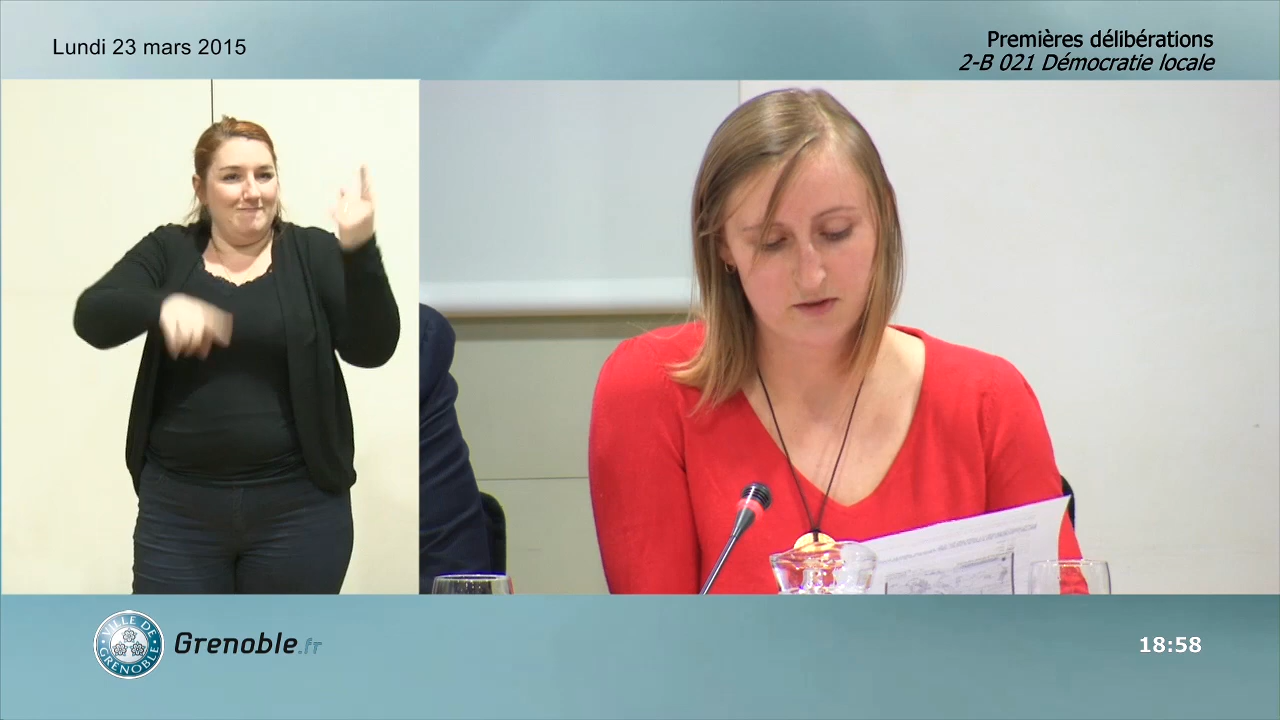 Lundi 23 mars 2015
Premières délibérations
2-B 021 Démocratie locale
VILLE DE
GRENOBLE
Grenoble.fr
18:58